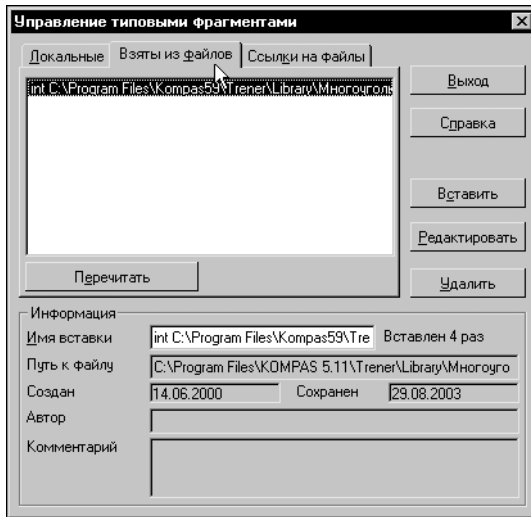 Управление типовыми фрагментами
Локальные Взяты из файлов Ссылки на файлы
int C:\Program Files\Kompas59\Trener\Library\Многоуголь
Выход
Справка
Вставить
Редактировать
Удалить
Перечитать
Информация
Имя вставки int C:\Program Files\Kompas59\Tre Вставлен 4 раз
Путь к файлу C:\Program Files\KOMPAS 5.11\Trener\Library\Многоуго
Создан 14.06.2000 Сохранен 29.08.2003
Автор
Комментарий